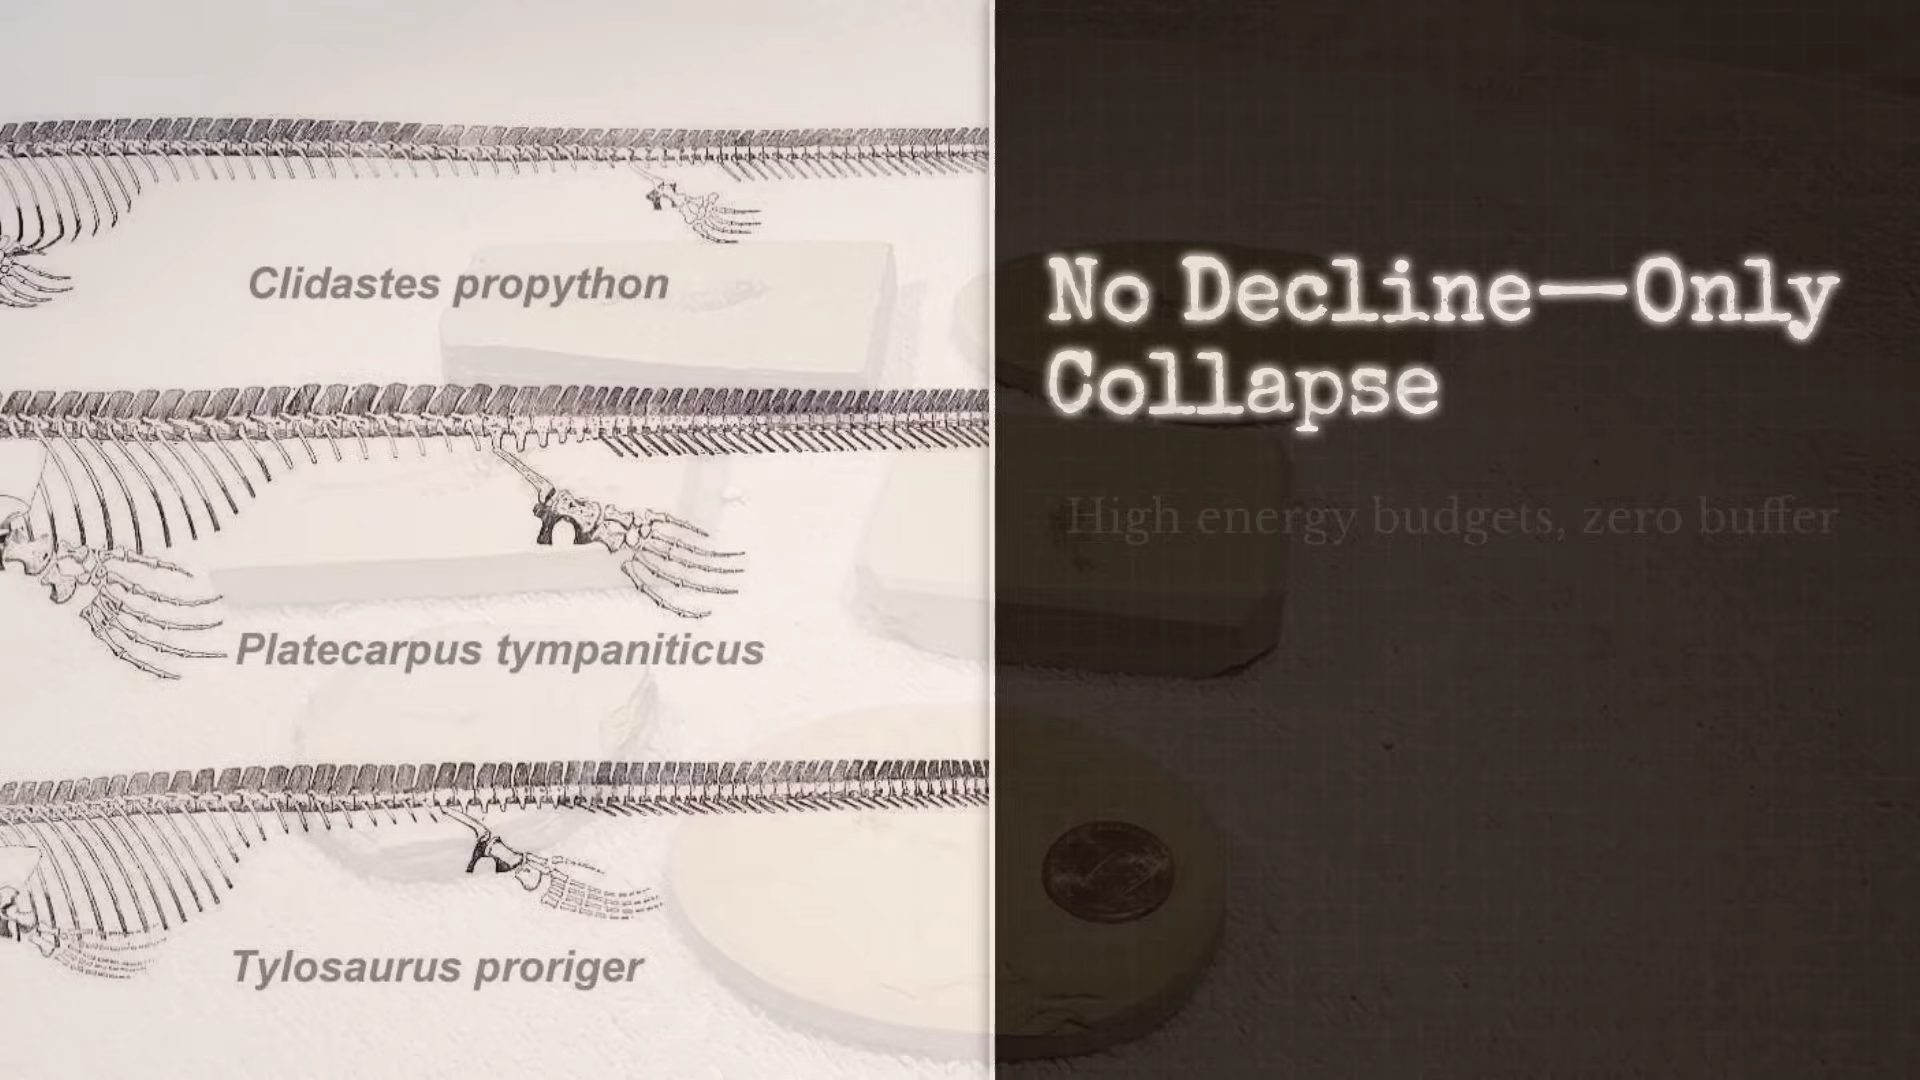 Clidastes propython
Platecarpus tympaniticus
Tylosaurus proriger
No Decline—Only
Collapse
High energy budgets, zero buffer